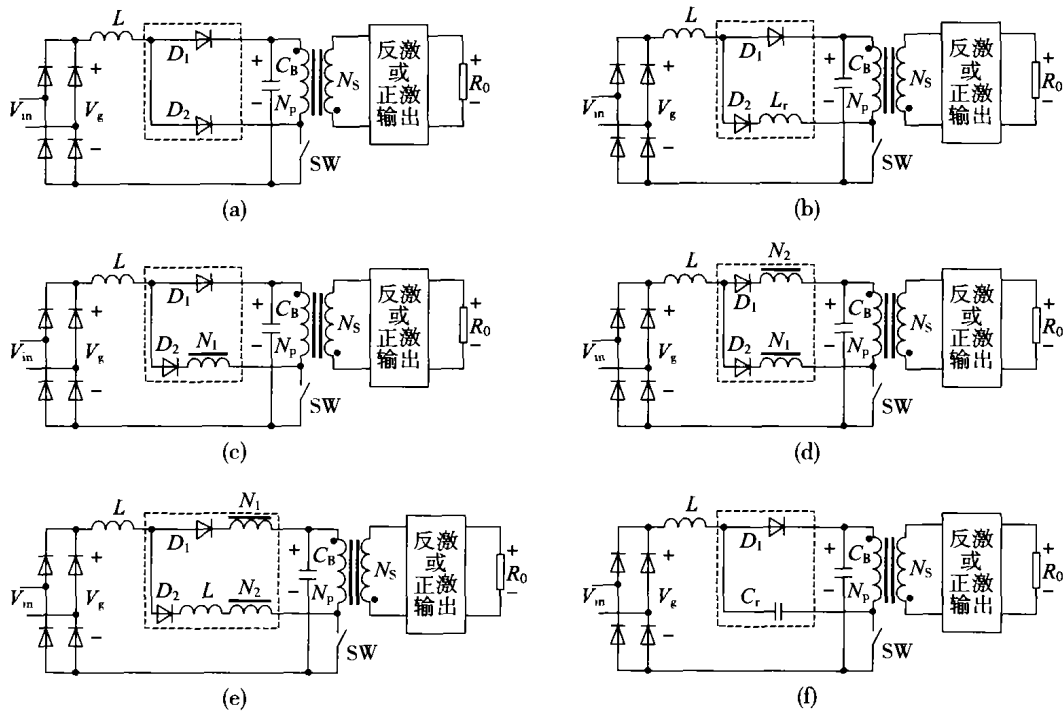 L
D₁
D₂
Vin
+
Vg
−
+
CB
−
Np
NS
反激
或
正激
输出
+
R₀
−
SW
(a)
L
D₁
D₂
Lr
Vin
+
Vg
−
+
CB
−
Np
NS
反激
或
正激
输出
+
R₀
−
SW
(b)
L
D₁
D₂
N₁
Vin
+
Vg
−
+
CB
−
Np
NS
反激
或
正激
输出
+
R₀
−
SW
(c)
L
N₂
D₁
D₂
N₁
Vin
+
Vg
−
+
CB
−
Np
NS
反激
或
正激
输出
+
R₀
−
SW
(d)
L
N₁
D₁
D₂
L
N₂
Vin
+
Vg
−
+
CB
−
Np
NS
反激
或
正激
输出
+
R₀
−
SW
(e)
L
D₁
Cr
Vin
+
Vg
−
+
CB
−
Np
NS
反激
或
正激
输出
+
R₀
−
SW
(f)